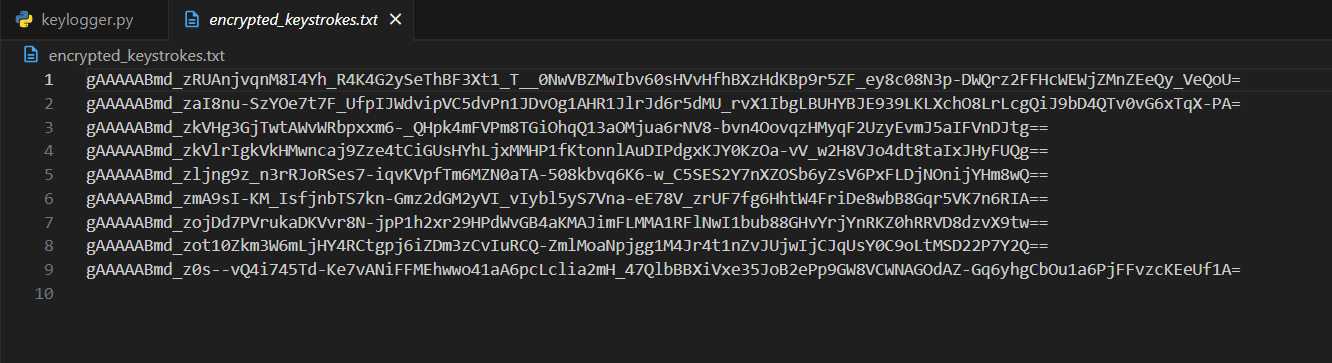 keylogger.py
encrypted_keystrokes.txt
encrypted_keystrokes.txt
1 gAAAAABmd_zRUAnjvqnM8I4Yh_R4K4G2ySeThBF3Xt1_T__0NwVBZMwIbv60sHVvHfhBXzHdKBp9r5ZF_ey8c08N3p-DWQrz2FFHcWEWjZMnZEeQy_VeQoU=
2 gAAAAABmd_zaI8nu-SzYOe7t7F_UfpIJWdvipVC5dvPn1JDvOg1AHR1JlrJd6r5dMU_rvX1IbgLBUHYBJE939LKLXchO8LrLcgQiJ9bD4QTv0vG6xTqX-PA=
3 gAAAAABmd_zkVHg3GjTwtAWvWRbpxxm6-_QHpk4mFVPm8TGiOhqQ13aOMjua6rNV8-bvn4OovqzHMyqF2UzyEvmJ5aIFVnDJtg==
4 gAAAAABmd_zkVlrIgkVkHMwncaj9Zze4tCiGUsHYhLjxMMHP1fKtonnlAuDIPdgxKJY0KzOa-vV_w2H8VJo4dt8taIxJHyFUQg==
5 gAAAAABmd_zljng9z_n3rRJoRSes7-iqvKVpfTm6MZN0aTA-508kbvq6K6-w_C5SES2Y7nXZOSb6yZsV6PxFLDjNOnijYHm8wQ==
6 gAAAAABmd_zmA9sI-KM_IsfjnbTS7kn-Gmz2dGM2yVI_vIybl5yS7Vna-eE78V_zrUF7fg6HhtW4FriDe8wbB8Gqr5VK7n6RIA==
7 gAAAAABmd_zojDd7PVrukaDKVvr8N-jpP1h2xr29HPdWvGB4aKMAJimFLMMA1RFlNwI1bub88GHvYrjYnRKZ0hRRVD8dzvX9tw==
8 gAAAAABmd_zot10Zkm3W6mLjHY4RCtgpj6iZDm3zCvIuRCQ-ZmlMoaNpjgg1M4Jr4t1nZvJUjwIjCJqUsY0C9oLtMSD22P7Y2Q==
9 gAAAAABmd_z0s--vQ4i745Td-Ke7vANiFFMEhwwo41aA6pcLclia2mH_47QlbBBXiVxe35JoB2ePp9GW8VCWNAGOdAZ-Gq6yhgCbOu1a6PjFFvzcKEeUf1A=
10